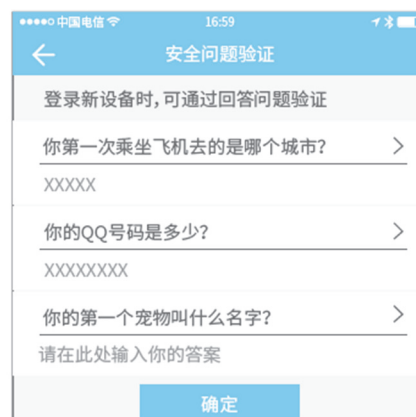 中国电信 16:59
安全问题验证
登录新设备时,可通过回答问题验证
你第一次乘坐飞机去的是哪个城市?
XXXXX
你的QQ号码是多少?
XXXXXXXX
你的第一个宠物叫什么名字?
请在此处输入你的答案
确定